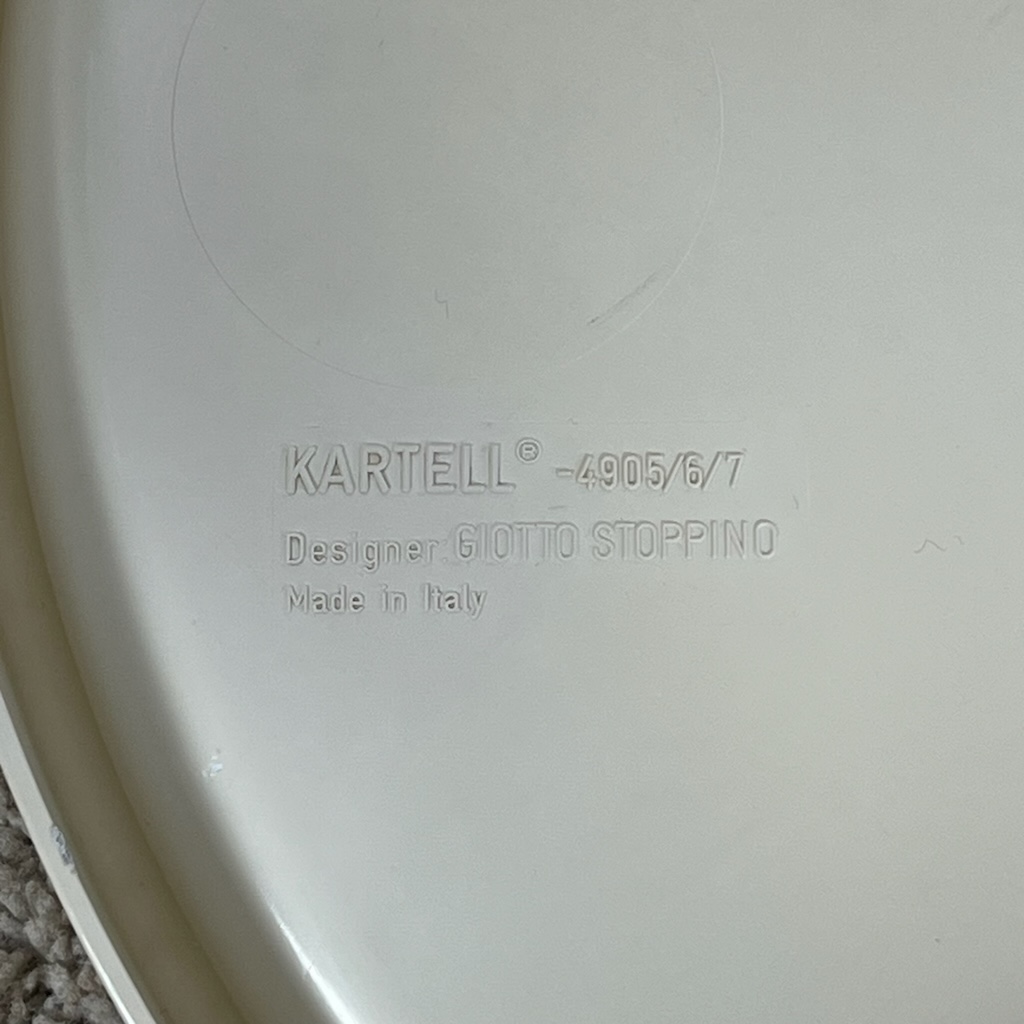 KARTELL® -4905/6/7
Designer: GIOTTO STOPPINO
Made in Italy